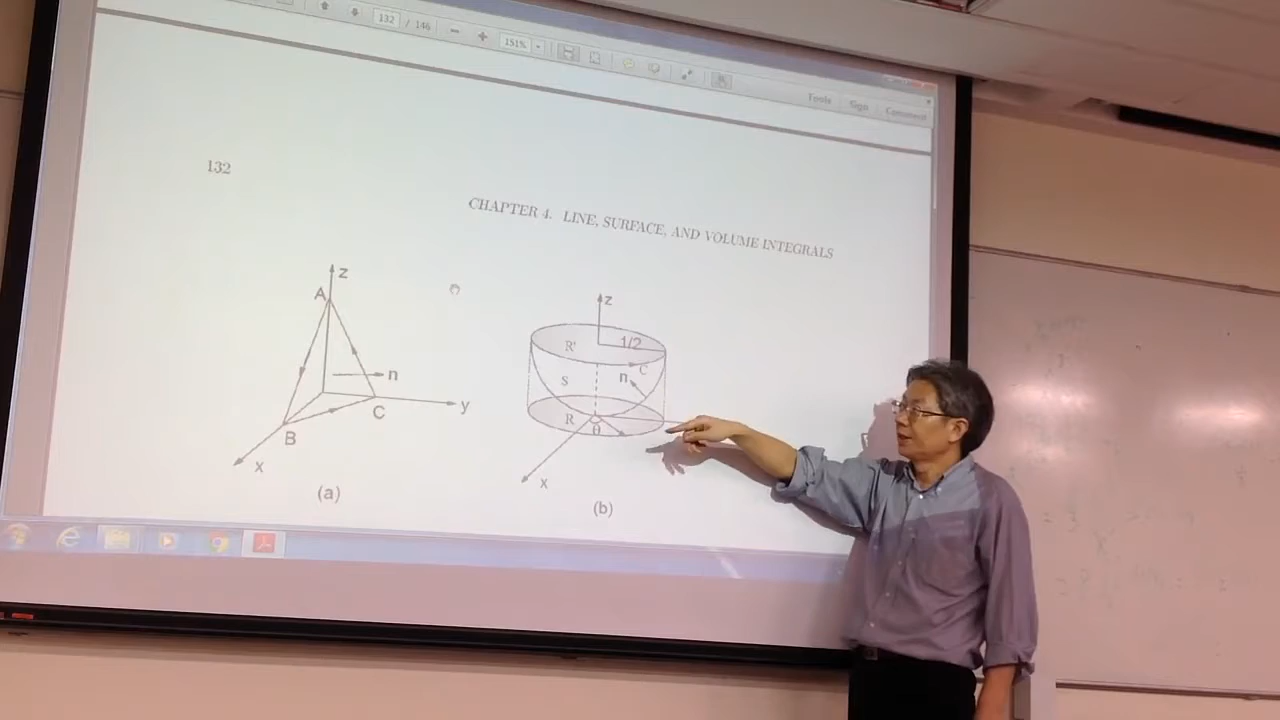 132 / 146
151%
Tools Sign Comment
132
CHAPTER 4. LINE, SURFACE, AND VOLUME INTEGRALS
z
A
n
y
C
B
x
(a)
z
R'
1/2
C
S
n
R
θ
x
(b)